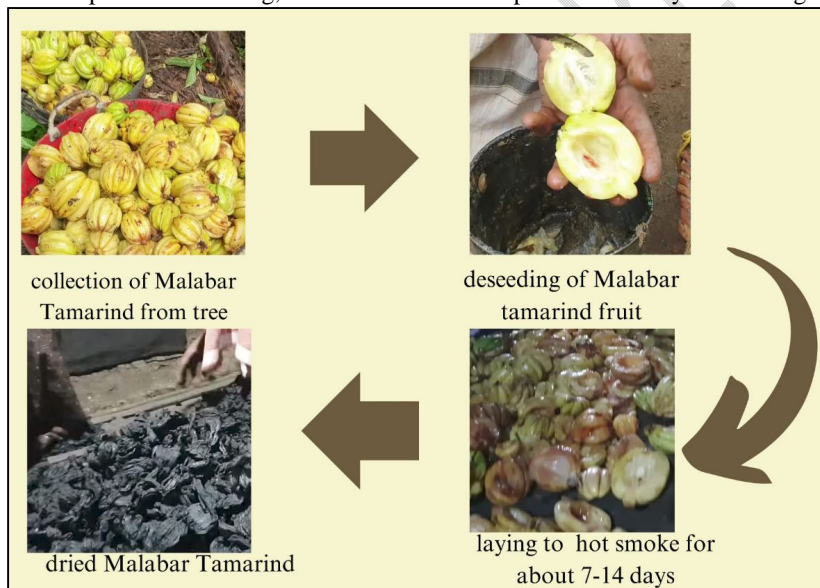 collection of Malabar
Tamarind from tree
deseeding of Malabar
tamarind fruit
laying to hot smoke for
about 7-14 days
dried Malabar Tamarind